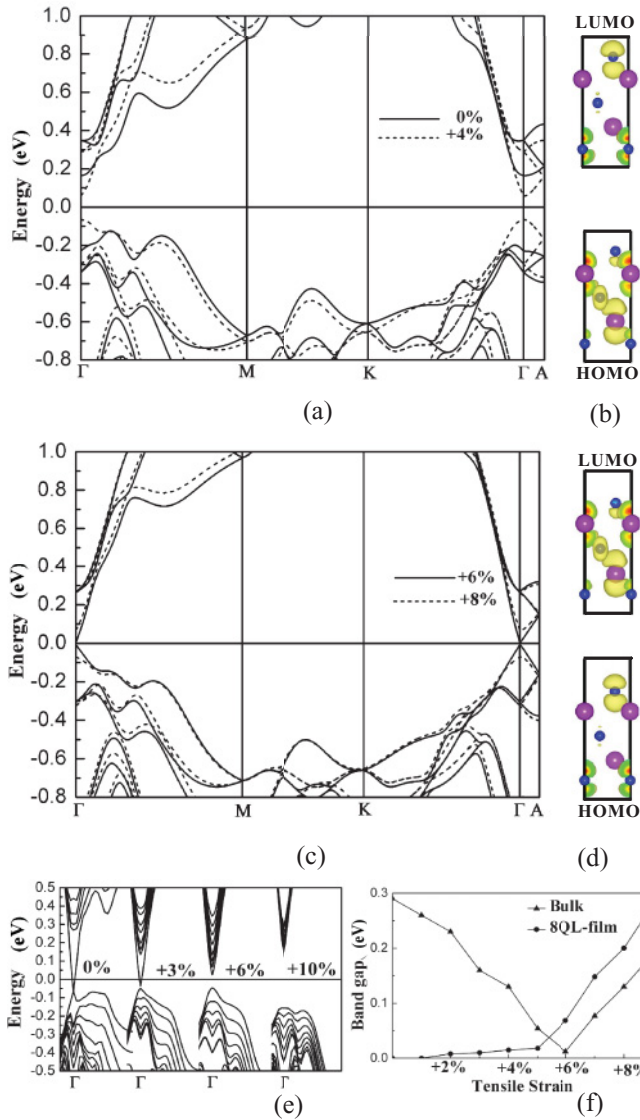 1.0
0.8
0.6
0.4
0.2
0.0
-0.2
-0.4
-0.6
-0.8
Energy (eV)
0%
+4%
Γ
M
K
Γ A
(a)
LUMO
HOMO
(b)
1.0
0.8
0.6
0.4
0.2
0.0
-0.2
-0.4
-0.6
-0.8
Energy (eV)
+6%
+8%
Γ
M
K
Γ A
(c)
LUMO
HOMO
(d)
0.5
0.4
0.3
0.2
0.1
0.0
-0.1
-0.2
-0.3
-0.4
-0.5
Energy (eV)
0%
+3%
+6%
+10%
Γ
Γ
Γ
Γ
(e)
0.3
0.2
0.1
0.0
Band gap (eV)
Bulk
8QL-film
+2%
+4%
+6%
+8%
Tensile Strain
(f)